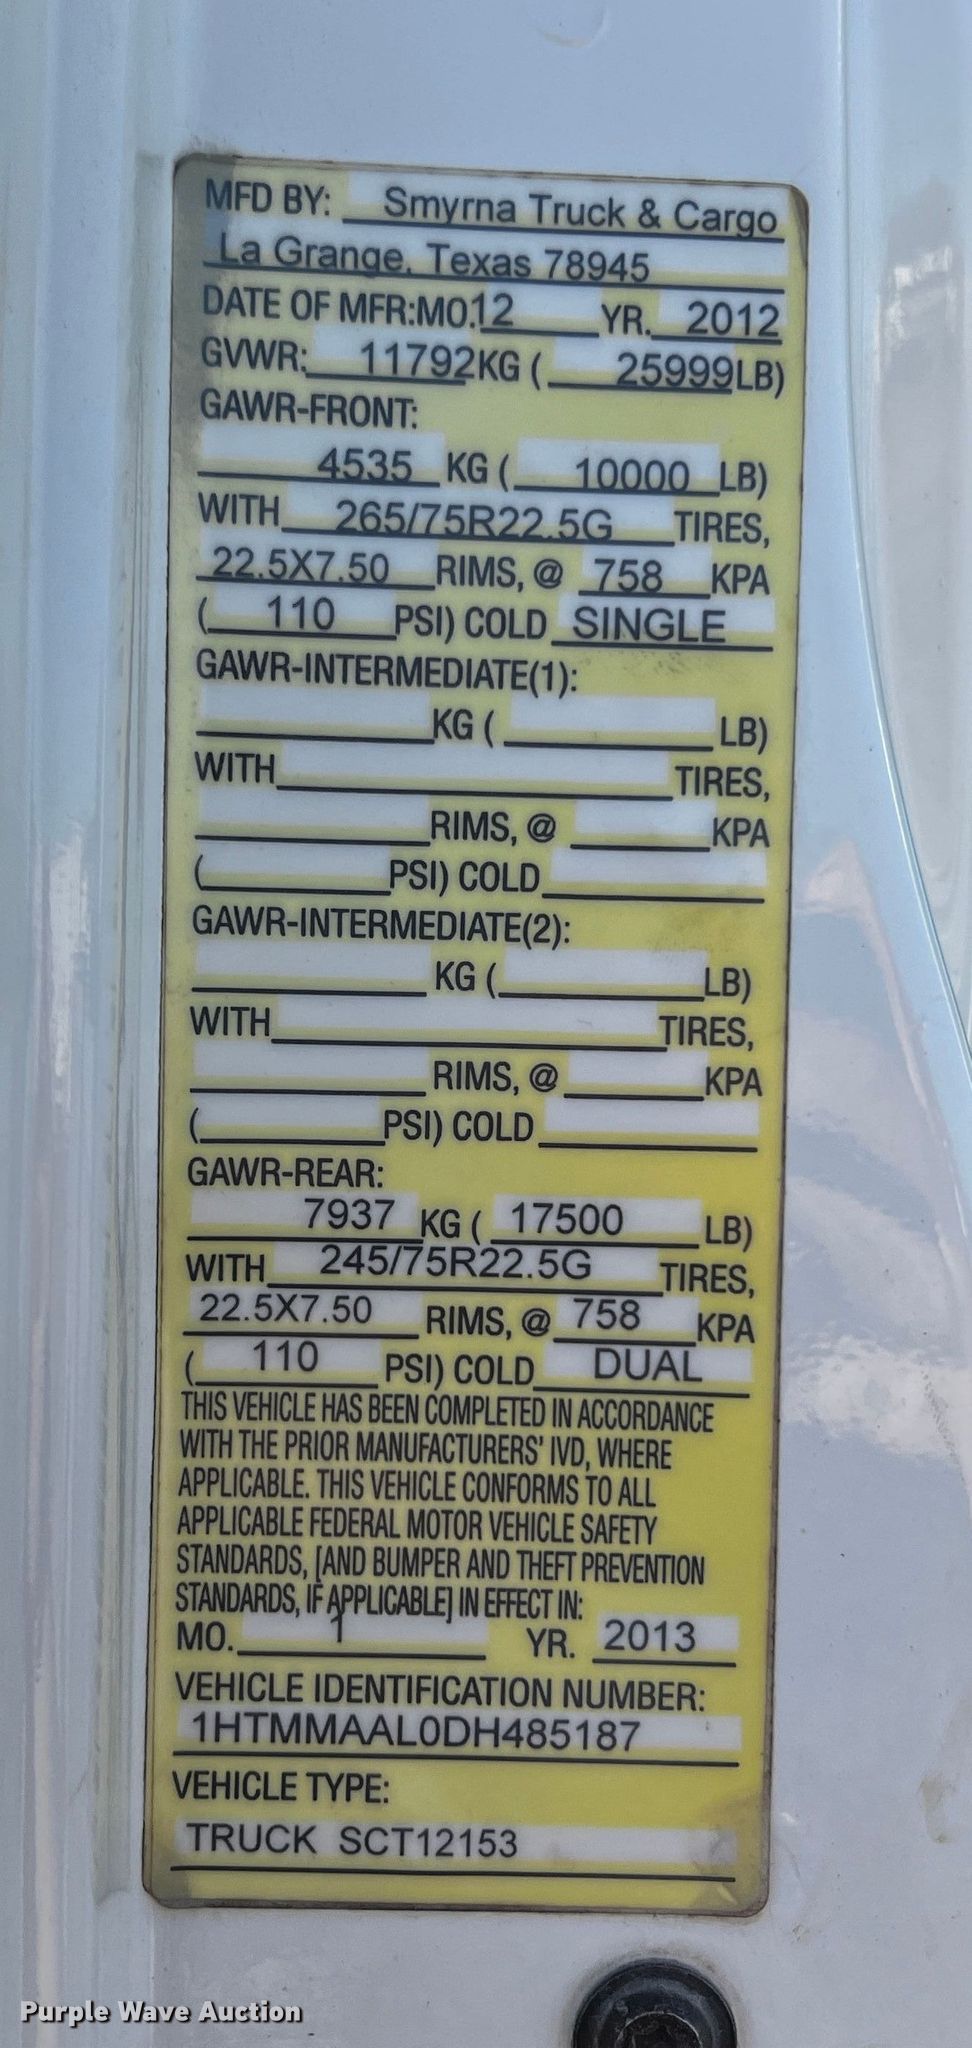 MFD BY: Smyrna Truck & Cargo
La Grange, Texas 78945
DATE OF MFR:MO.12 YR. 2012
GVWR: 11792KG ( 25999LB)
GAWR-FRONT:
4535 KG ( 10000 LB)
WITH 265/75R22.5G TIRES,
22.5X7.50 RIMS, @ 758 KPA
( 110 PSI) COLD SINGLE
GAWR-INTERMEDIATE(1):
KG ( LB)
WITH TIRES,
RIMS, @ KPA
( PSI) COLD
GAWR-INTERMEDIATE(2):
KG ( LB)
WITH TIRES,
RIMS, @ KPA
( PSI) COLD
GAWR-REAR:
7937 KG ( 17500 LB)
WITH 245/75R22.5G TIRES,
22.5X7.50 RIMS, @ 758 KPA
( 110 PSI) COLD DUAL
THIS VEHICLE HAS BEEN COMPLETED IN ACCORDANCE
WITH THE PRIOR MANUFACTURERS' IVD, WHERE
APPLICABLE. THIS VEHICLE CONFORMS TO ALL
APPLICABLE FEDERAL MOTOR VEHICLE SAFETY
STANDARDS, [AND BUMPER AND THEFT PREVENTION
STANDARDS, IF APPLICABLE] IN EFFECT IN:
MO. 1 YR. 2013
VEHICLE IDENTIFICATION NUMBER:
1HTMMAAL0DH485187
VEHICLE TYPE:
TRUCK SCT12153
Purple Wave Auction